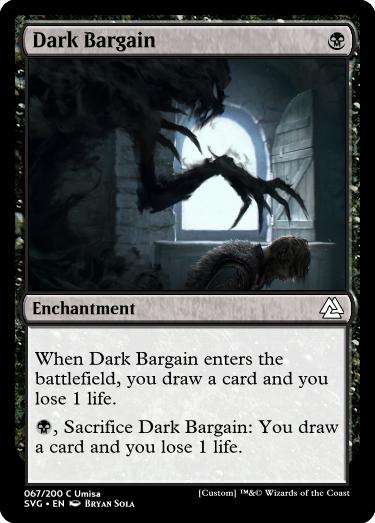 Dark Bargain
Enchantment
When Dark Bargain enters the
battlefield, you draw a card and you
lose 1 life.
, Sacrifice Dark Bargain: You draw
a card and you lose 1 life.
067/200 C Umisa
SVG • EN Bryan Sola
[Custom] ™&© Wizards of the Coast